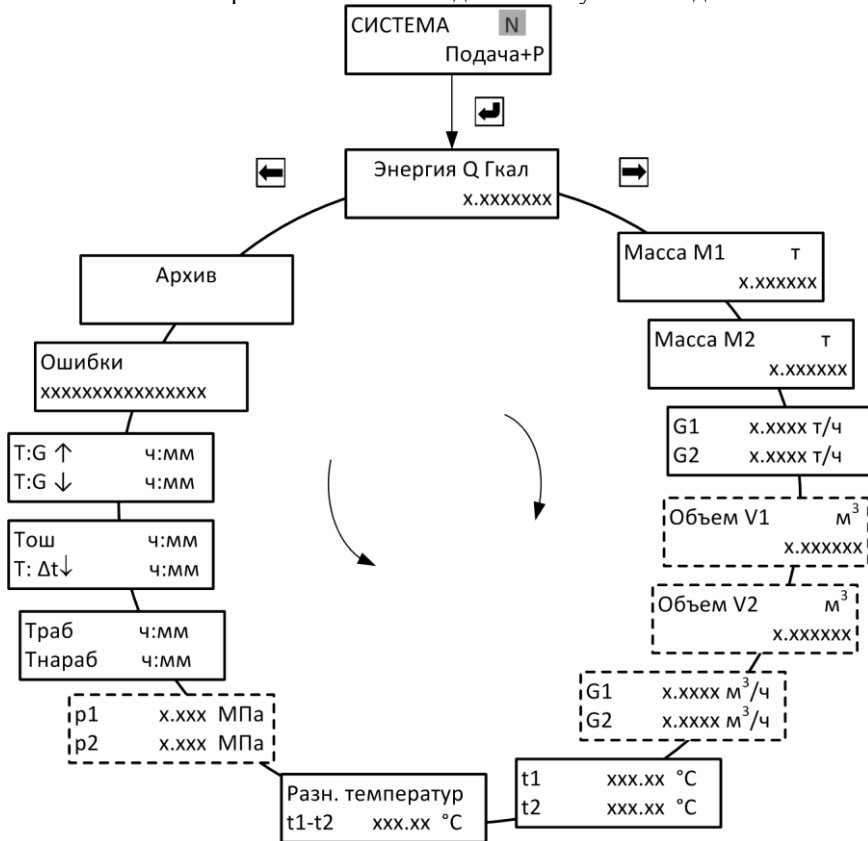 СИСТЕМА N
Подача+Р
Энергия Q Гкал
x.xxxxxxx
Масса M1 т
x.xxxxxx
Масса M2 т
x.xxxxxx
G1 x.xxxx т/ч
G2 x.xxxx т/ч
Объем V1 м³
x.xxxxxx
Объем V2 м³
x.xxxxxx
G1 x.xxxx м³/ч
G2 x.xxxx м³/ч
t1 xxx.xx °C
t2 xxx.xx °C
Разн. температур
t1-t2 xxx.xx °C
p1 x.xxx МПа
p2 x.xxx МПа
Траб ч:мм
Тнараб ч:мм
Тош ч:мм
T: Δt↓ ч:мм
T:G ↑ ч:мм
T:G ↓ ч:мм
Ошибки
xxxxxxxxxxxxxxxx
Архив